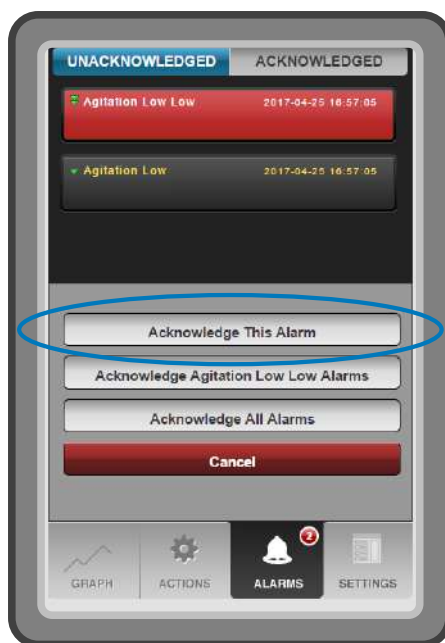 UNACKNOWLEDGED ACKNOWLEDGED
Agitation Low Low 2017-04-25 16:57:05
Agitation Low 2017-04-25 16:57:05
Acknowledge This Alarm
Acknowledge Agitation Low Low Alarms
Acknowledge All Alarms
Cancel
2
GRAPH ACTIONS ALARMS SETTINGS